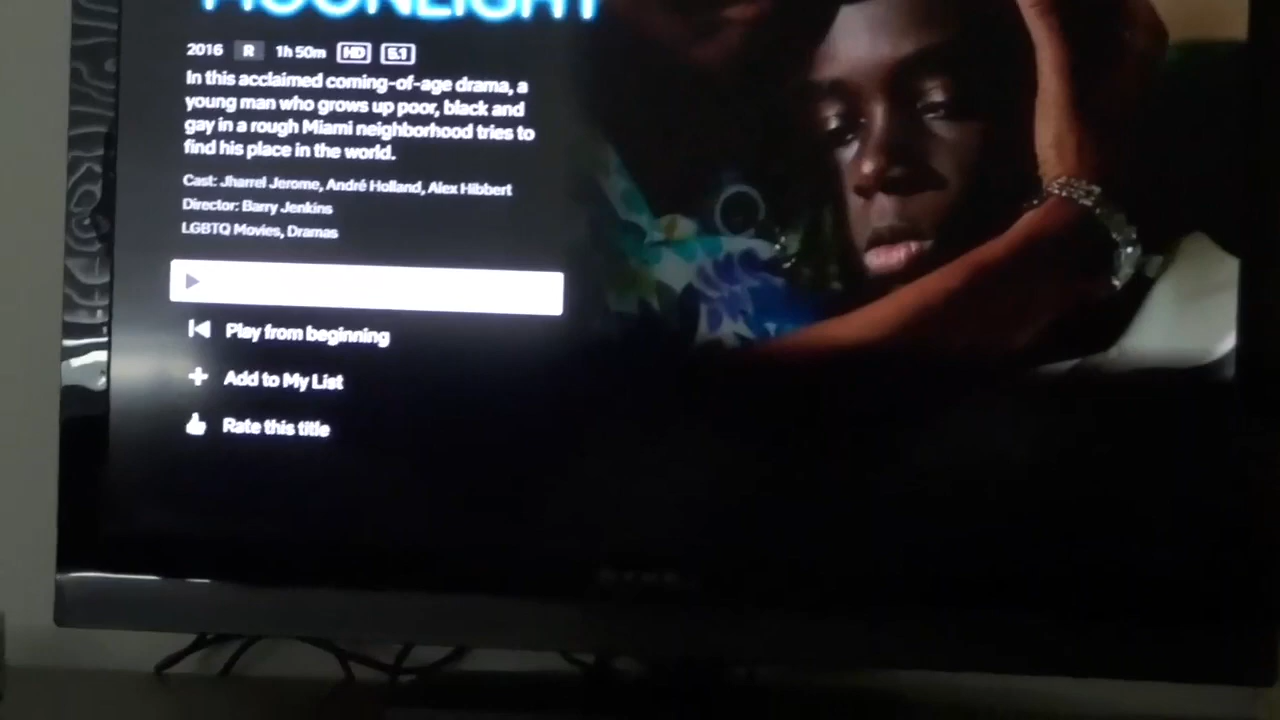 MOONLIGHT
2016 R 1h 50m HD 5.1
In this acclaimed coming-of-age drama, a
young man who grows up poor, black and
gay in a rough Miami neighborhood tries to
find his place in the world.
Cast: Jharrel Jerome, André Holland, Alex Hibbert
Director: Barry Jenkins
LGBTQ Movies, Dramas
Play from beginning
Add to My List
Rate this title